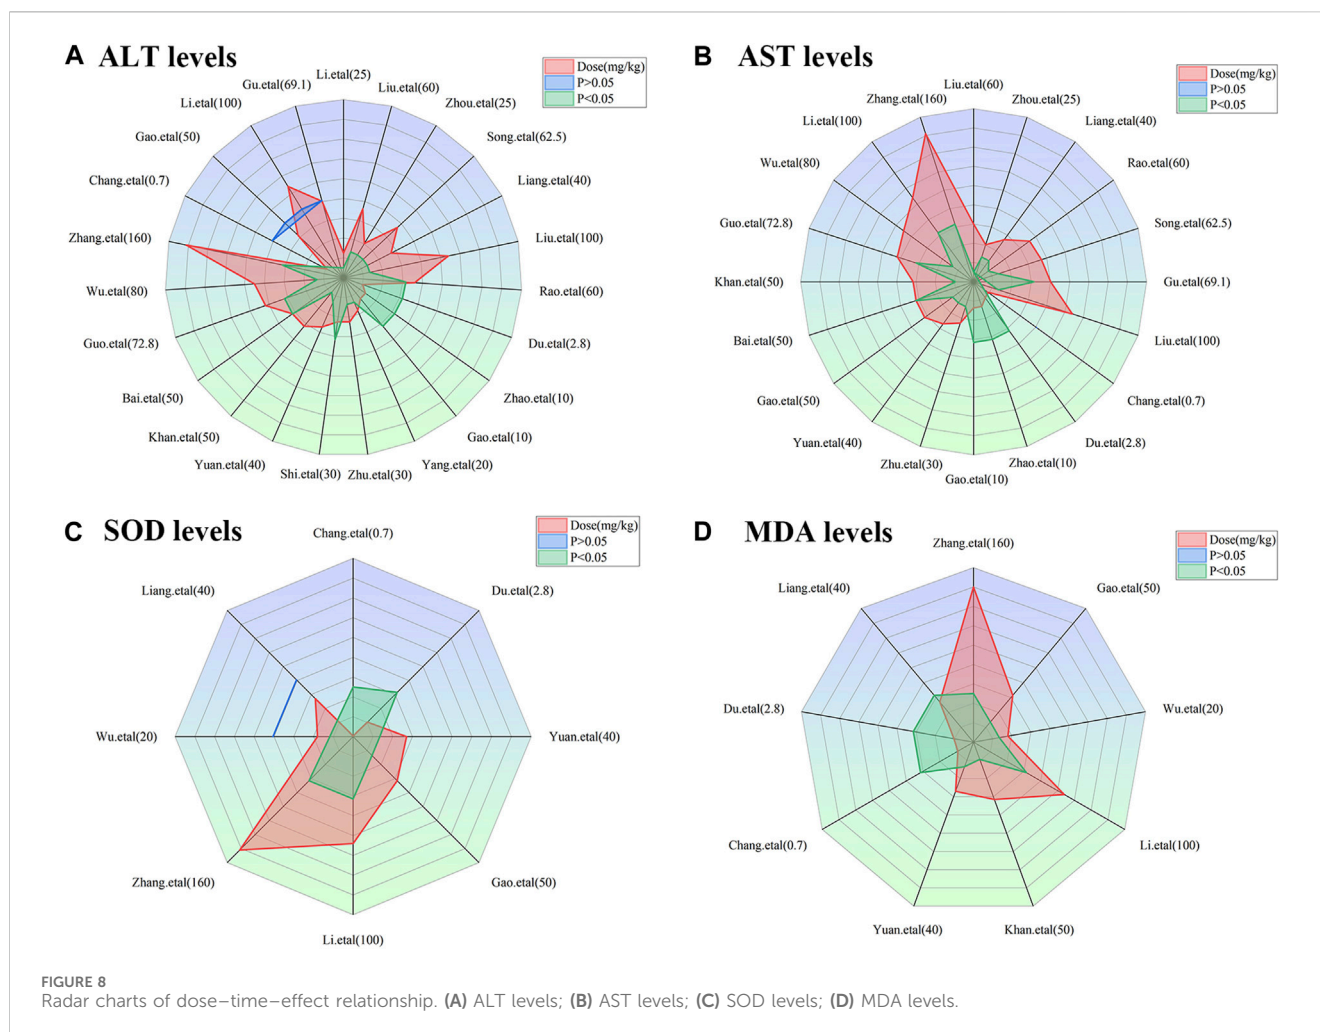 A ALT levels
Dose(mg/kg)
P>0.05
P<0.05
Li.etal(25)
Liu.etal(60)
Zhou.etal(25)
Song.etal(62.5)
Liang.etal(40)
Liu.etal(100)
Rao.etal(60)
Du.etal(2.8)
Zhao.etal(10)
Gao.etal(10)
Yang.etal(20)
Zhu.etal(30)
Shi.etal(30)
Yuan.etal(40)
Khan.etal(50)
Bai.etal(50)
Guo.etal(72.8)
Wu.etal(80)
Zhang.etal(160)
Chang.etal(0.7)
Gao.etal(50)
Li.etal(100)
Gu.etal(69.1)
B AST levels
Dose(mg/kg)
P>0.05
P<0.05
Liu.etal(60)
Zhou.etal(25)
Liang.etal(40)
Rao.etal(60)
Song.etal(62.5)
Gu.etal(69.1)
Liu.etal(100)
Chang.etal(0.7)
Du.etal(2.8)
Zhao.etal(10)
Gao.etal(10)
Zhu.etal(30)
Yuan.etal(40)
Gao.etal(50)
Bai.etal(50)
Khan.etal(50)
Guo.etal(72.8)
Wu.etal(80)
Li.etal(100)
Zhang.etal(160)
C SOD levels
Dose(mg/kg)
P>0.05
P<0.05
Chang.etal(0.7)
Du.etal(2.8)
Yuan.etal(40)
Gao.etal(50)
Li.etal(100)
Zhang.etal(160)
Wu.etal(20)
Liang.etal(40)
D MDA levels
Dose(mg/kg)
P>0.05
P<0.05
Zhang.etal(160)
Gao.etal(50)
Wu.etal(20)
Li.etal(100)
Khan.etal(50)
Yuan.etal(40)
Chang.etal(0.7)
Du.etal(2.8)
Liang.etal(40)
FIGURE 8
Radar charts of dose–time–effect relationship. (A) ALT levels; (B) AST levels; (C) SOD levels; (D) MDA levels.